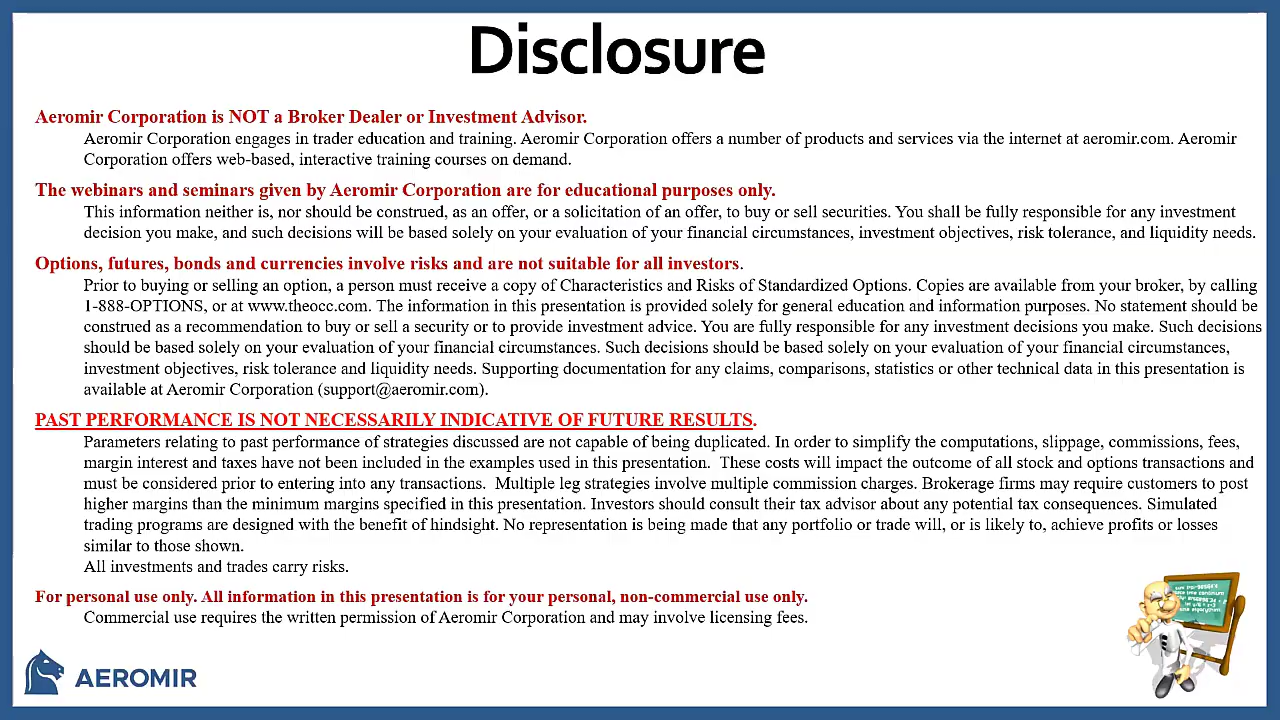 Disclosure
Aeromir Corporation is NOT a Broker Dealer or Investment Advisor.
Aeromir Corporation engages in trader education and training. Aeromir Corporation offers a number of products and services via the internet at aeromir.com. Aeromir
Corporation offers web-based, interactive training courses on demand.
The webinars and seminars given by Aeromir Corporation are for educational purposes only.
This information neither is, nor should be construed, as an offer, or a solicitation of an offer, to buy or sell securities. You shall be fully responsible for any investment
decision you make, and such decisions will be based solely on your evaluation of your financial circumstances, investment objectives, risk tolerance, and liquidity needs.
Options, futures, bonds and currencies involve risks and are not suitable for all investors.
Prior to buying or selling an option, a person must receive a copy of Characteristics and Risks of Standardized Options. Copies are available from your broker, by calling
1-888-OPTIONS, or at www.theocc.com. The information in this presentation is provided solely for general education and information purposes. No statement should be
construed as a recommendation to buy or sell a security or to provide investment advice. You are fully responsible for any investment decisions you make. Such decisions
should be based solely on your evaluation of your financial circumstances. Such decisions should be based solely on your evaluation of your financial circumstances,
investment objectives, risk tolerance and liquidity needs. Supporting documentation for any claims, comparisons, statistics or other technical data in this presentation is
available at Aeromir Corporation (support@aeromir.com).
PAST PERFORMANCE IS NOT NECESSARILY INDICATIVE OF FUTURE RESULTS.
Parameters relating to past performance of strategies discussed are not capable of being duplicated. In order to simplify the computations, slippage, commissions, fees,
margin interest and taxes have not been included in the examples used in this presentation. These costs will impact the outcome of all stock and options transactions and
must be considered prior to entering into any transactions. Multiple leg strategies involve multiple commission charges. Brokerage firms may require customers to post
higher margins than the minimum margins specified in this presentation. Investors should consult their tax advisor about any potential tax consequences. Simulated
trading programs are designed with the benefit of hindsight. No representation is being made that any portfolio or trade will, or is likely to, achieve profits or losses
similar to those shown.
All investments and trades carry risks.
For personal use only. All information in this presentation is for your personal, non-commercial use only.
Commercial use requires the written permission of Aeromir Corporation and may involve licensing fees.
AEROMIR